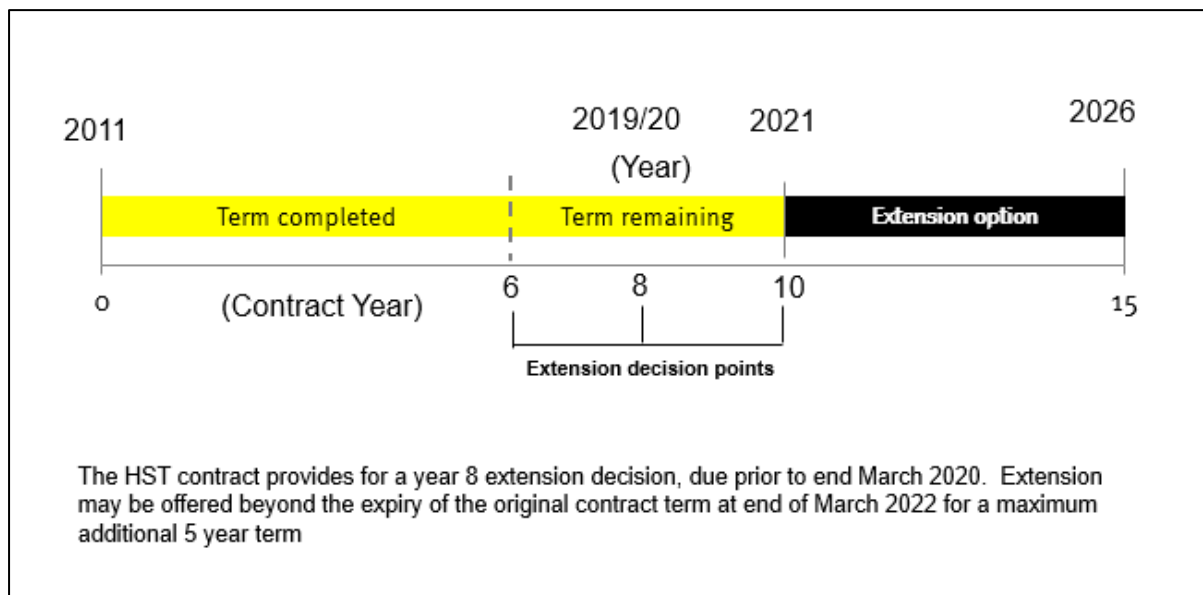 2011
2019/20
2021
2026
(Year)
Term completed
Term remaining
Extension option
0
(Contract Year)
6
8
10
15
Extension decision points
The HST contract provides for a year 8 extension decision, due prior to end March 2020.  Extension
may be offered beyond the expiry of the original contract term at end of March 2022 for a maximum
additional 5 year term